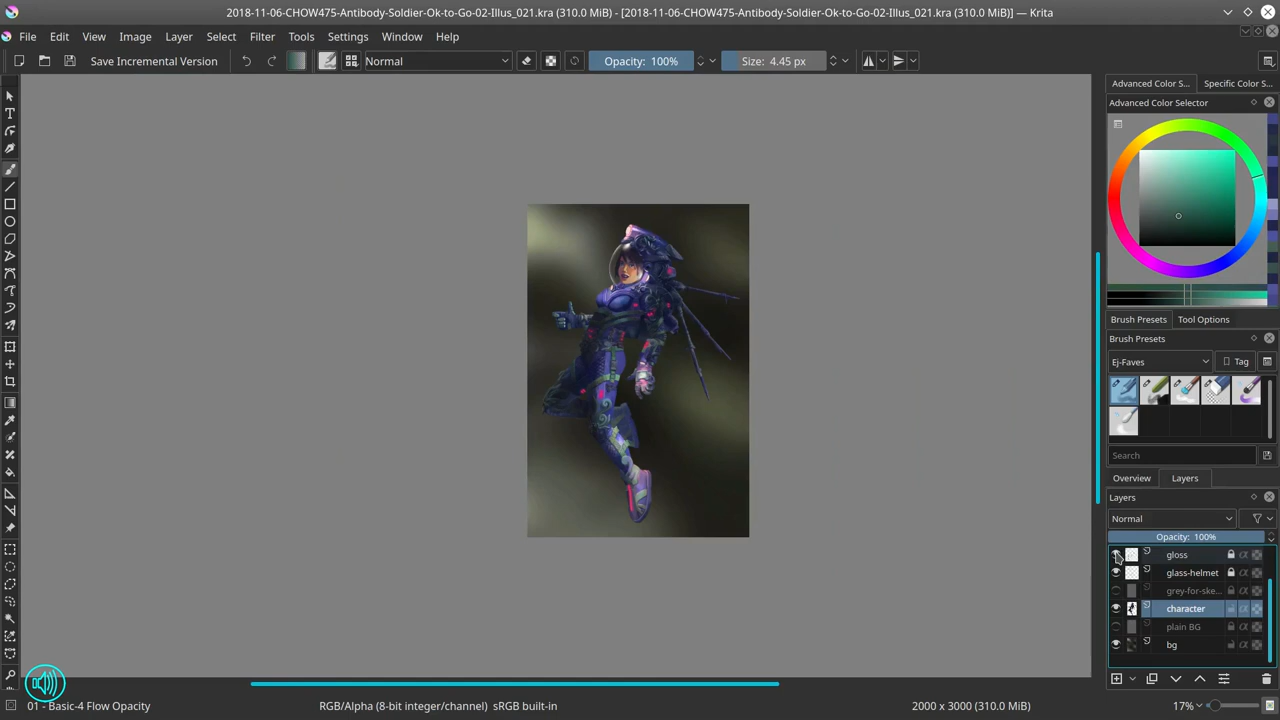 2018-11-06-CHOW475-Antibody-Soldier-Ok-to-Go-02-Illus_021.kra (310.0 MiB) - [2018-11-06-CHOW475-Antibody-Soldier-Ok-to-Go-02-Illus_021.kra (310.0 MiB)] — Krita
File Edit View Image Layer Select Filter Tools Settings Window Help
Save Incremental Version Normal Opacity: 100% Size: 4.45 px
Advanced Color S... Specific Color S...
Advanced Color Selector
Brush Presets Tool Options
Brush Presets
Ej-Faves Tag
Search
Overview Layers
Layers
Normal
Opacity: 100%
gloss
glass-helmet
grey-for-ske...
character
plain BG
bg
01 - Basic-4 Flow Opacity RGB/Alpha (8-bit integer/channel) sRGB built-in 2000 x 3000 (310.0 MiB) 17%